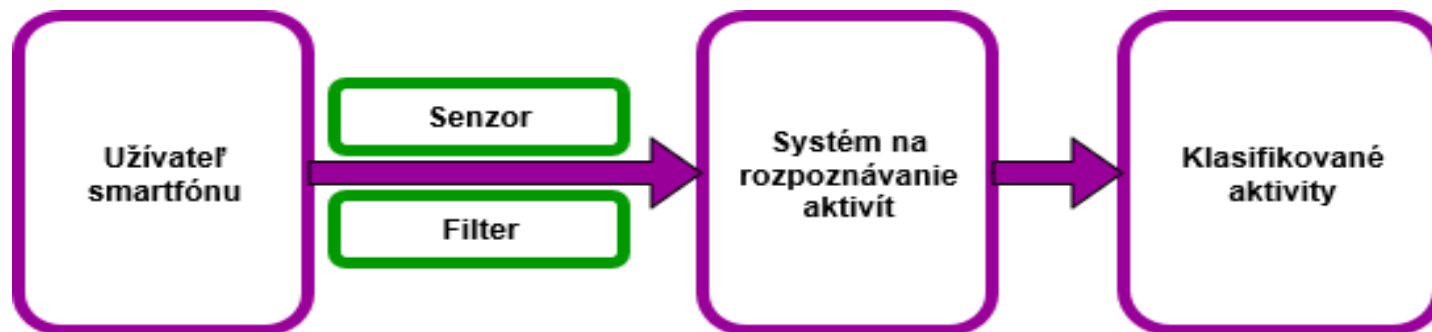 Užívateľ
smartfónu
Senzor
Filter
Systém na
rozpoznávanie
aktivít
Klasifikované
aktivity